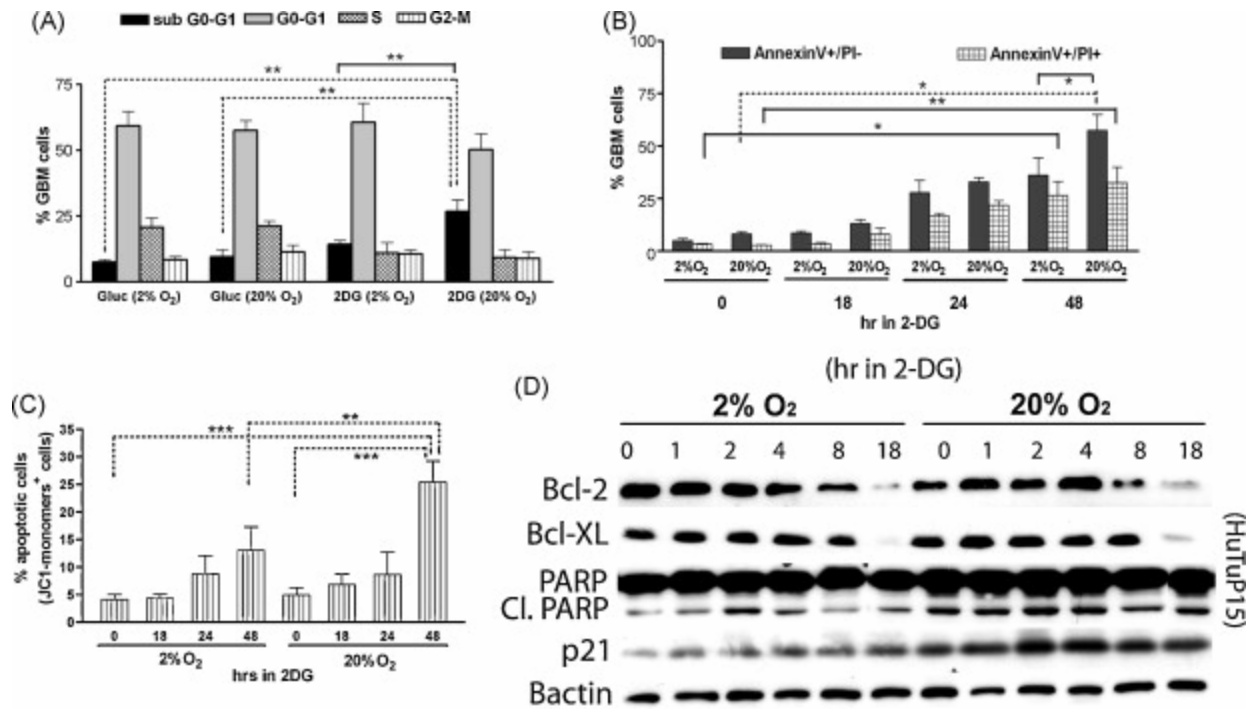 (A)
sub G0-G1 G0-G1 S G2-M
** **
**
% GBM cells
75
50
25
0
Gluc (2% O2) Gluc (20% O2) 2DG (2% O2) 2DG (20% O2)
(B)
AnnexinV+/PI- AnnexinV+/PI+
* *
**
*
% GBM cells
100
75
50
25
0
2%O2 20%O2 2%O2 20%O2 2%O2 20%O2 2%O2 20%O2
0 18 24 48
hr in 2-DG
(C)
**
***
***
% apoptotic cells
(JC1-monomers+ cells)
35
30
25
20
15
10
5
0
0 18 24 48 0 18 24 48
2%O2 20%O2
hrs in 2DG
(D)
(hr in 2-DG)
2% O2 20% O2
0 1 2 4 8 18 0 1 2 4 8 18
Bcl-2
Bcl-XL
PARP
Cl. PARP
p21
Bactin
(HuTuP15)